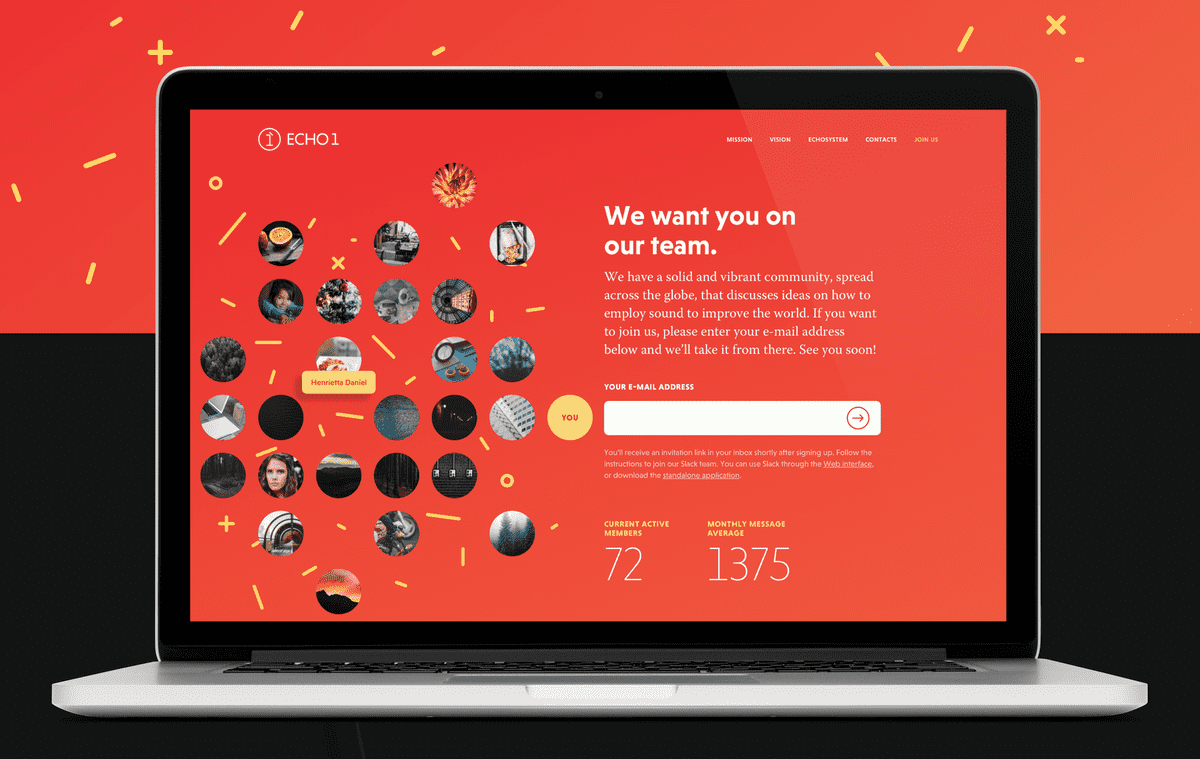 ECHO1
MISSION VISION ECHOSYSTEM CONTACTS JOIN US
We want you on
our team.
We have a solid and vibrant community, spread
across the globe, that discusses ideas on how to
employ sound to improve the world. If you want
to join us, please enter your e-mail address
below and we'll take it from there. See you soon!
Henrietta Daniel
YOUR E-MAIL ADDRESS
YOU
You'll receive an invitation link in your inbox shortly after signing up. Follow the
instructions to join our Slack team. You can use Slack through the Web interface,
or download the standalone application.
CURRENT ACTIVE
MEMBERS
72
MONTHLY MESSAGE
AVERAGE
1375